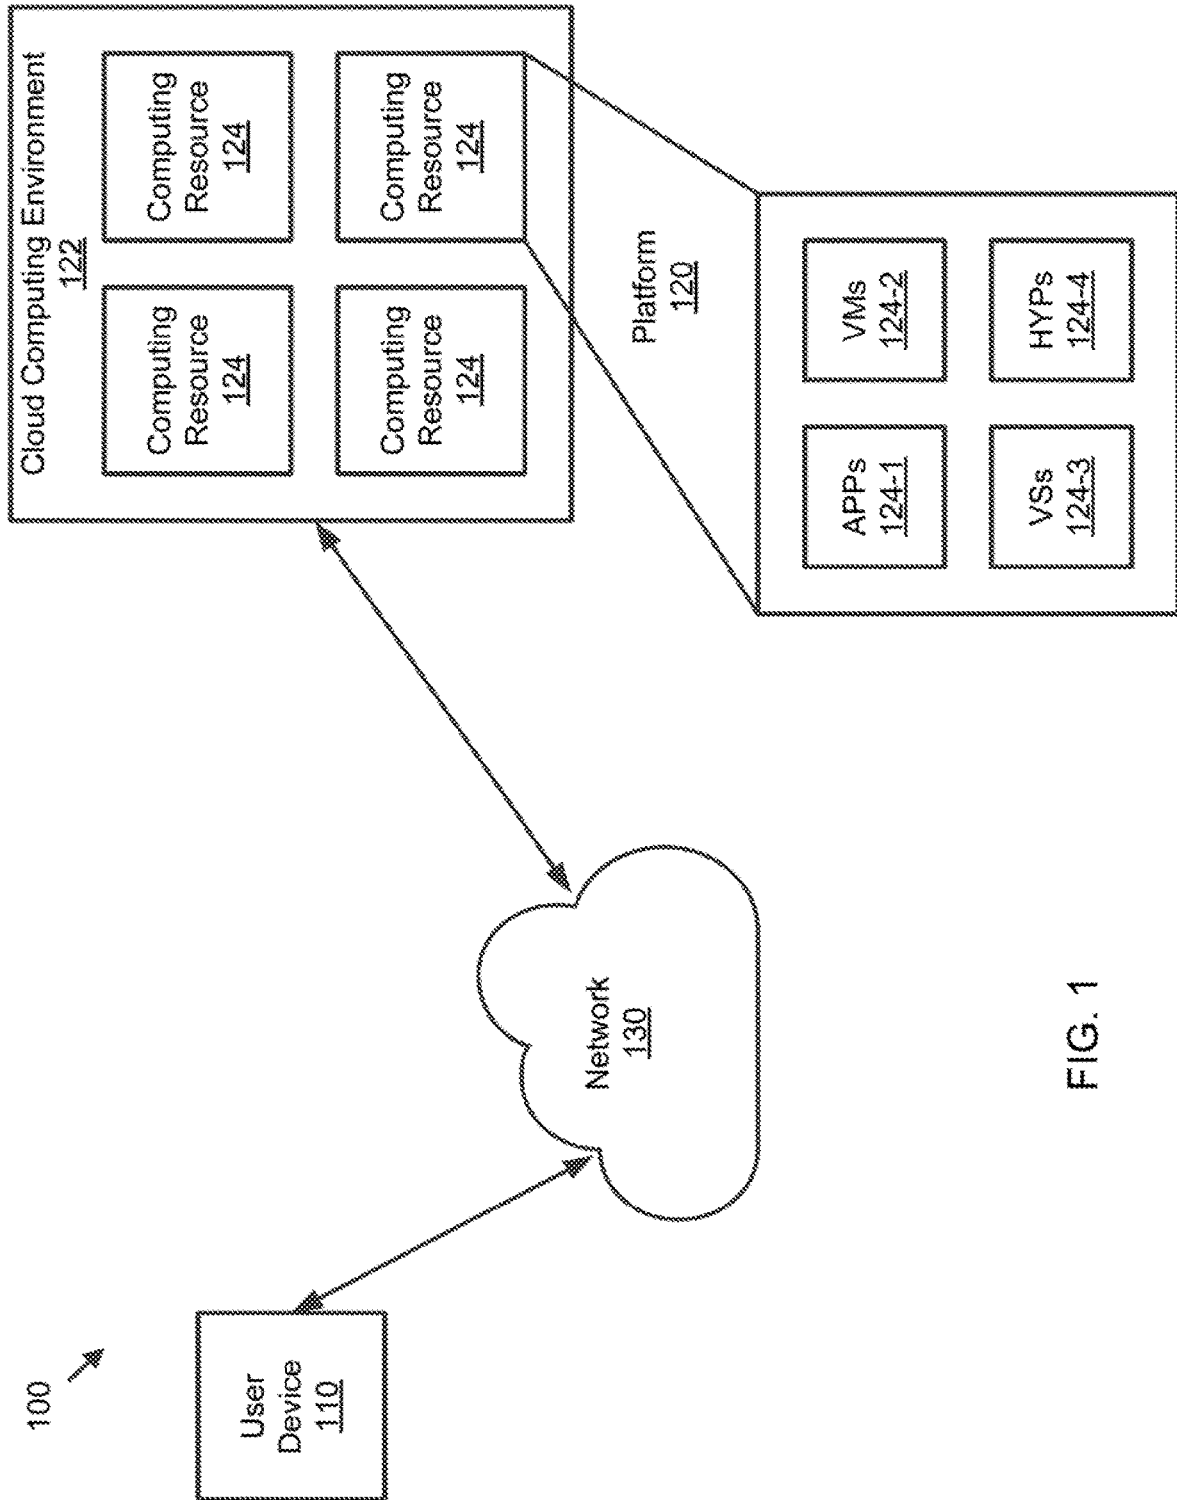 100
User
Device
110
Network
130
Cloud Computing Environment
122
Computing
Resource
124
Computing
Resource
124
Computing
Resource
124
Computing
Resource
124
Platform
120
APPs
124-1
VMs
124-2
VSs
124-3
HYPs
124-4
FIG. 1